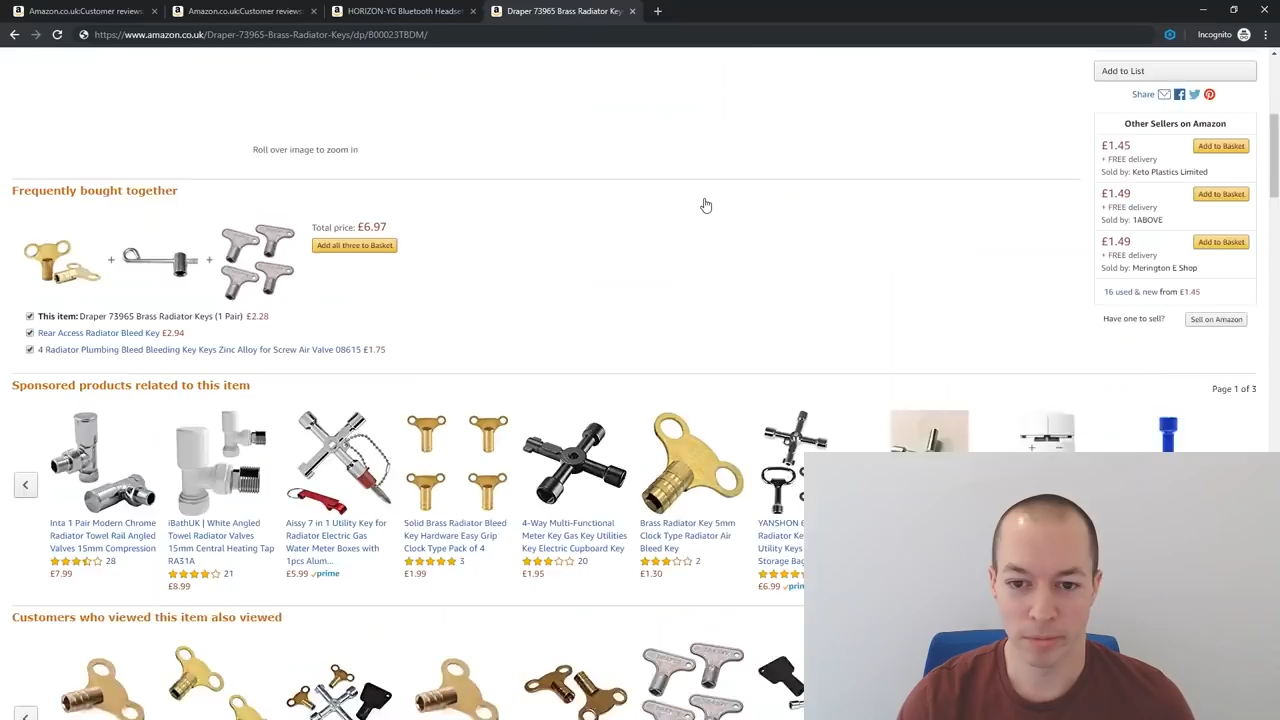 Amazon.co.uk:Customer reviews
Amazon.co.uk:Customer reviews:
HORIZON-YG Bluetooth Headset
Draper 73965 Brass Radiator Key
https://www.amazon.co.uk/Draper-73965-Brass-Radiator-Keys/dp/B00023TBDM/
Incognito
Add to List
Share
Roll over image to zoom in
Other Sellers on Amazon
£1.45
Add to Basket
+ FREE delivery
Sold by: Keto Plastics Limited
£1.49
Add to Basket
+ FREE delivery
Sold by: 1ABOVE
£1.49
Add to Basket
+ FREE delivery
Sold by: Merington E Shop
16 used & new from £1.45
Have one to sell?
Sell on Amazon
Frequently bought together
Total price: £6.97
Add all three to Basket
This item: Draper 73965 Brass Radiator Keys (1 Pair) £2.28
Rear Access Radiator Bleed Key £2.94
4 Radiator Plumbing Bleed Bleeding Key Keys Zinc Alloy for Screw Air Valve 08615 £1.75
Sponsored products related to this item
Page 1 of 3
Inta 1 Pair Modern Chrome
Radiator Towel Rail Angled
Valves 15mm Compression
28
£7.99
iBathUK | White Angled
Towel Radiator Valves
15mm Central Heating Tap
RA31A
21
£8.99
Aissy 7 in 1 Utility Key for
Radiator Electric Gas
Water Meter Boxes with
1pcs Alum...
£5.99 prime
Solid Brass Radiator Bleed
Key Hardware Easy Grip
Clock Type Pack of 4
3
£1.99
4-Way Multi-Functional
Meter Key Gas Key Utilities
Key Electric Cupboard Key
20
£1.95
Brass Radiator Key 5mm
Clock Type Radiator Air
Bleed Key
2
£1.30
YANSHON 6
Radiator Key
Utility Keys
Storage Bag
£6.99
Customers who viewed this item also viewed